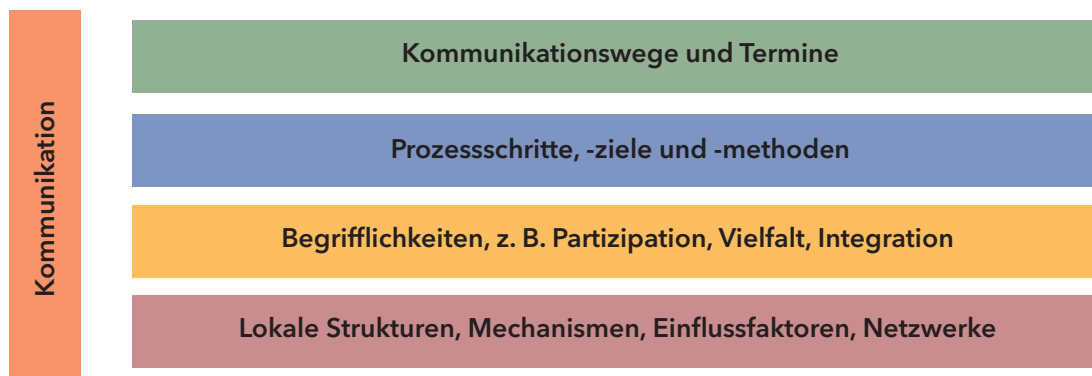 Kommunikation
Kommunikationswege und Termine
Prozessschritte, -ziele und -methoden
Begrifflichkeiten, z. B. Partizipation, Vielfalt, Integration
Lokale Strukturen, Mechanismen, Einflussfaktoren, Netzwerke